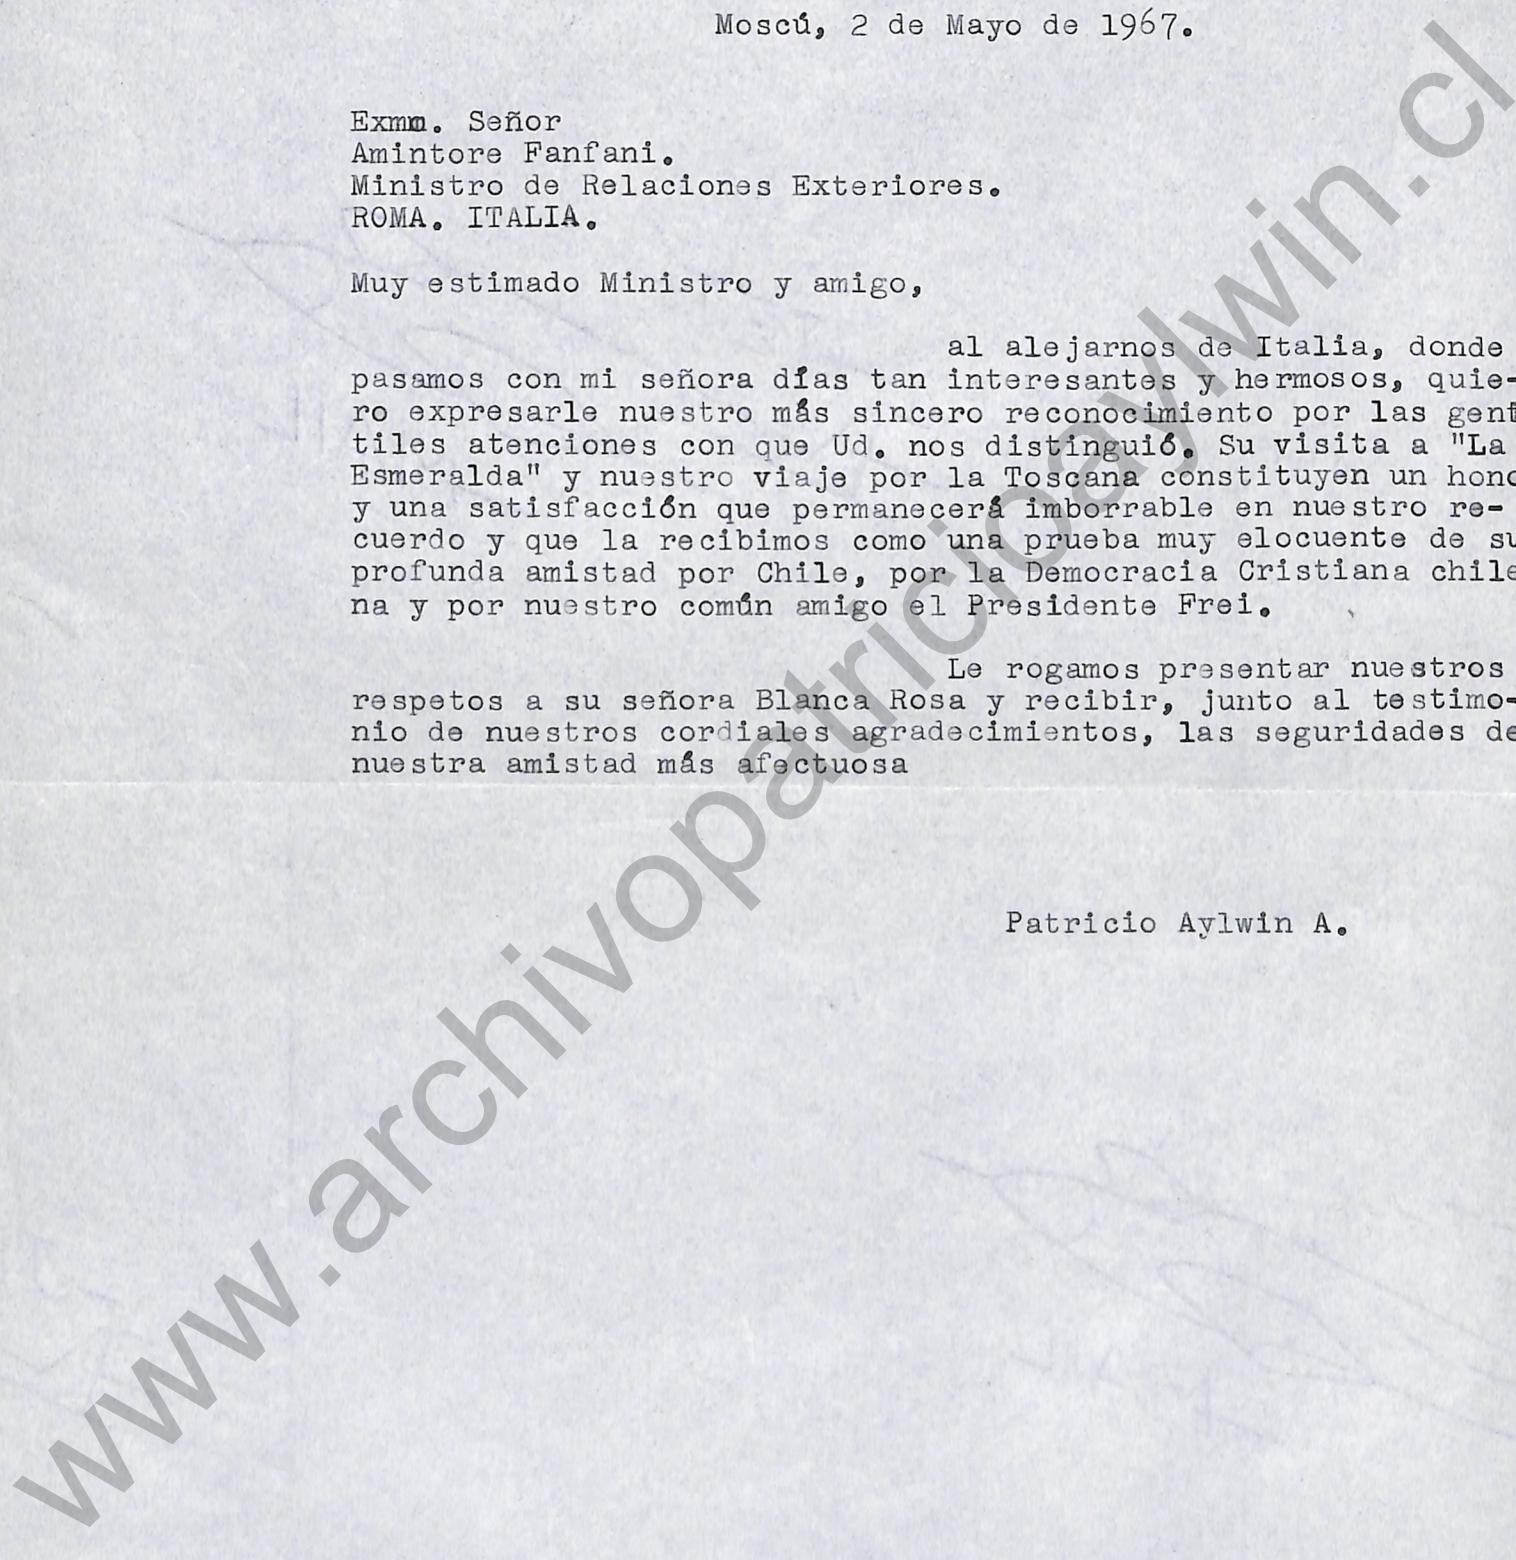 Moscú, 2 de Mayo de 1967.
Exmm. Señor
Amintore Fanfani.
Ministro de Relaciones Exteriores.
ROMA. ITALIA.
Muy estimado Ministro y amigo,
al alejarnos de Italia, donde
pasamos con mi señora días tan interesantes y hermosos, quie-
ro expresarle nuestro más sincero reconocimiento por las gent
tiles atenciones con que Ud. nos distinguió. Su visita a "La
Esmeralda" y nuestro viaje por la Toscana constituyen un hono
y una satisfacción que permanecerá imborrable en nuestro re-
cuerdo y que la recibimos como una prueba muy elocuente de su
profunda amistad por Chile, por la Democracia Cristiana chile
na y por nuestro común amigo el Presidente Frei.
Le rogamos presentar nuestros
respetos a su señora Blanca Rosa y recibir, junto al testimo-
nio de nuestros cordiales agradecimientos, las seguridades de
nuestra amistad más afectuosa
Patricio Aylwin A.
www.archivopatricioaylwin.cl